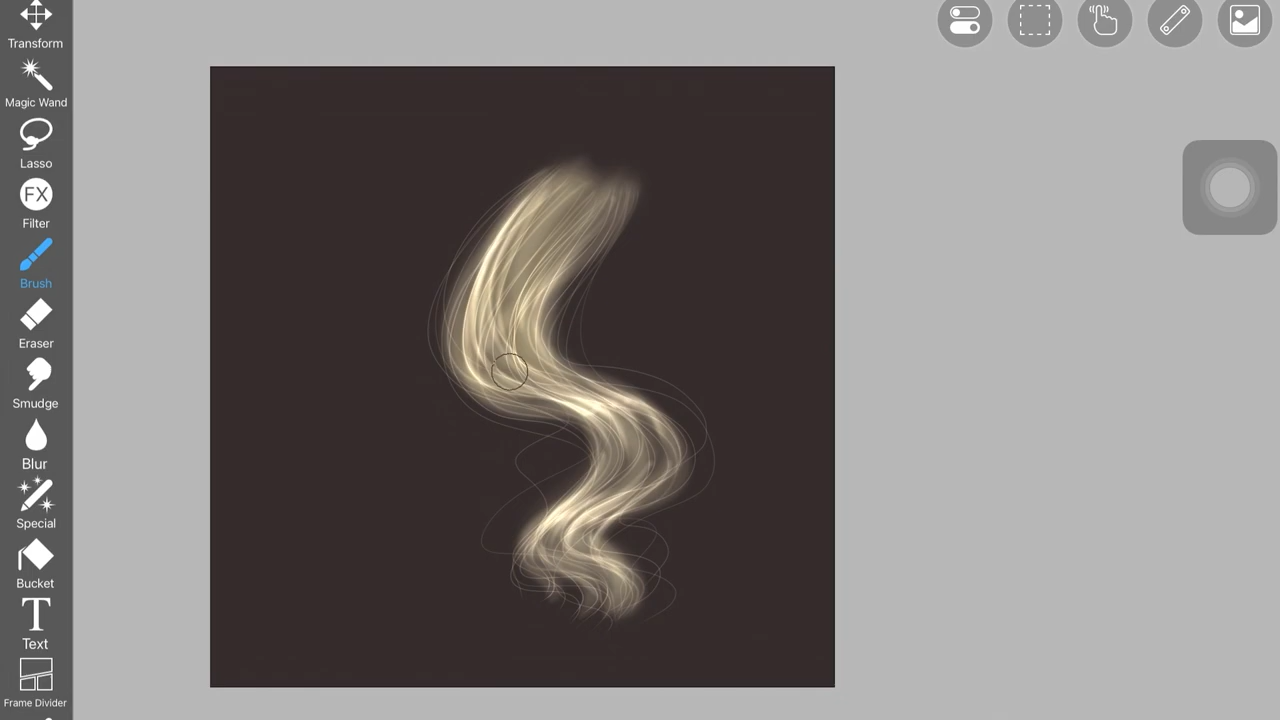 Transform
Magic Wand
Lasso
FX
Filter
Brush
Eraser
Smudge
Blur
Special
Bucket
T
Text
Frame Divider